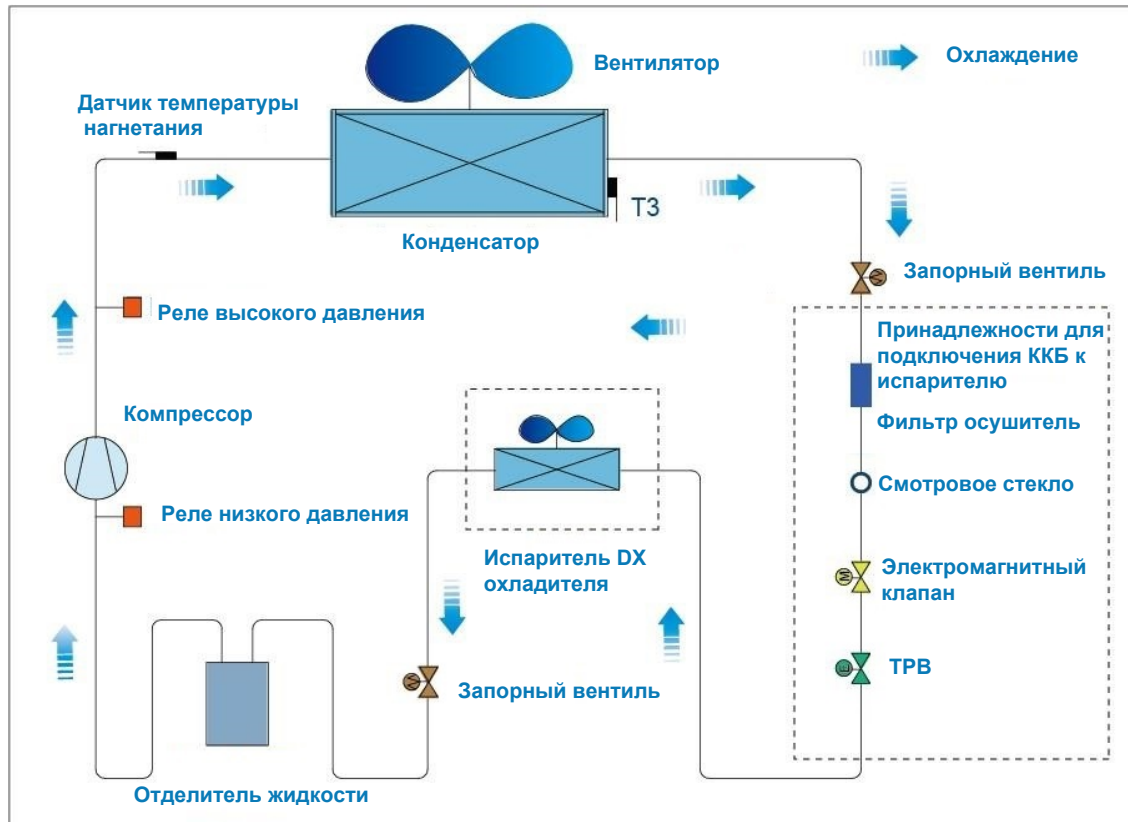 Вентилятор
Охлаждение
Датчик температуры
нагнетания
T3
Конденсатор
Запорный вентиль
Реле высокого давления
Принадлежности для
подключения ККБ к
испарителю
Компрессор
Фильтр осушитель
Смотровое стекло
Реле низкого давления
Испаритель DX
охладителя
Электромагнитный
клапан
M
ТРВ
E
Запорный вентиль
Отделитель жидкости